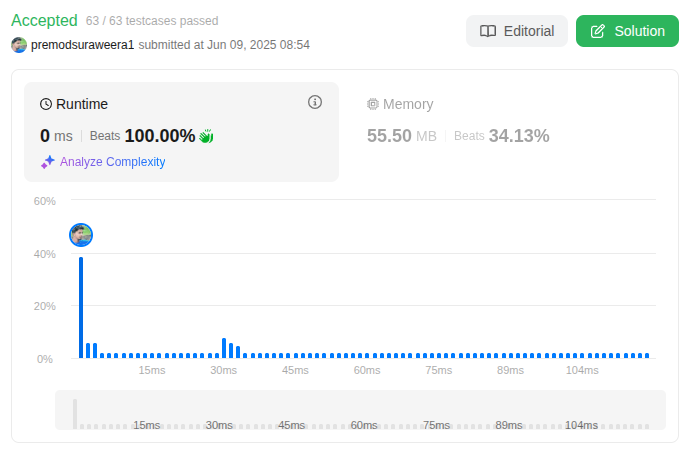 Accepted 63 / 63 testcases passed
premodsuraweera1 submitted at Jun 09, 2025 08:54
Editorial
Solution
Runtime
0 ms Beats 100.00%
Analyze Complexity
Memory
55.50 MB Beats 34.13%
60%
40%
20%
0%
15ms 30ms 45ms 60ms 75ms 89ms 104ms
15ms 30ms 45ms 60ms 75ms 89ms 104ms